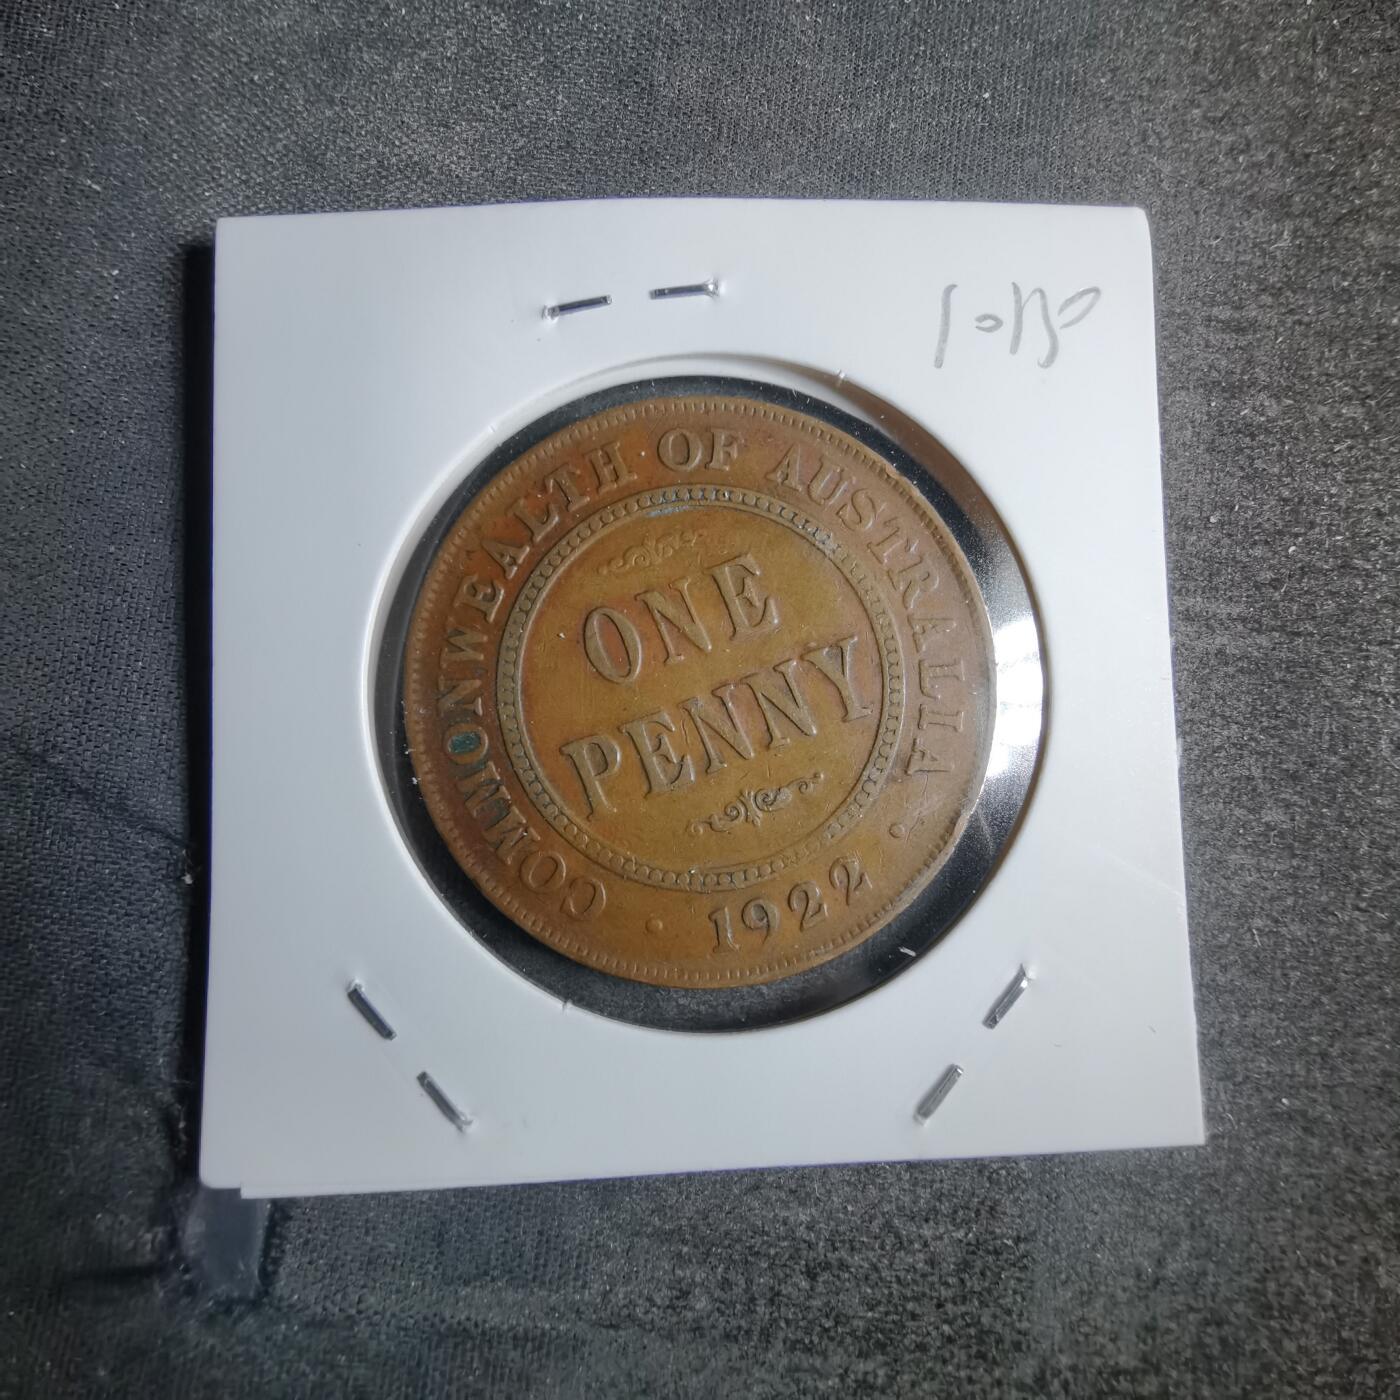 COMMONWEALTH OF AUSTRALIA
ONE
PENNY
1922